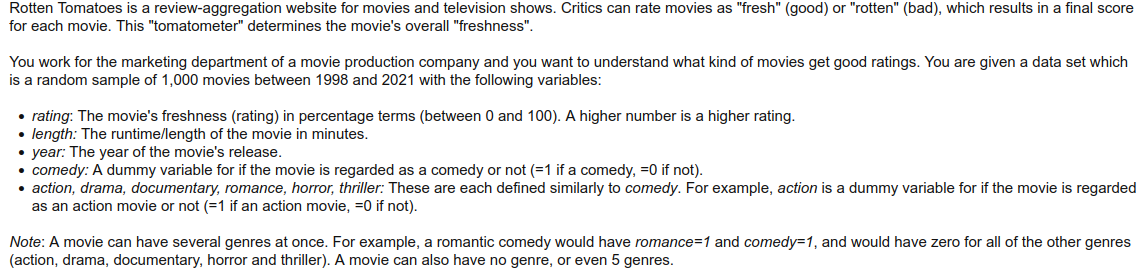 Rotten Tomatoes is a review-aggregation website for movies and television shows. Critics can rate movies as "fresh" (good) or "rotten" (bad), which results in a final score
for each movie. This "tomatometer" determines the movie's overall "freshness".
You work for the marketing department of a movie production company and you want to understand what kind of movies get good ratings. You are given a data set which
is a random sample of 1,000 movies between 1998 and 2021 with the following variables:
• rating: The movie's freshness (rating) in percentage terms (between 0 and 100). A higher number is a higher rating.
• length: The runtime/length of the movie in minutes.
• year: The year of the movie's release.
• comedy: A dummy variable for if the movie is regarded as a comedy or not (=1 if a comedy, =0 if not).
• action, drama, documentary, romance, horror, thriller: These are each defined similarly to comedy. For example, action is a dummy variable for if the movie is regarded
as an action movie or not (=1 if an action movie, =0 if not).
Note: A movie can have several genres at once. For example, a romantic comedy would have romance=1 and comedy=1, and would have zero for all of the other genres
(action, drama, documentary, horror and thriller). A movie can also have no genre, or even 5 genres.